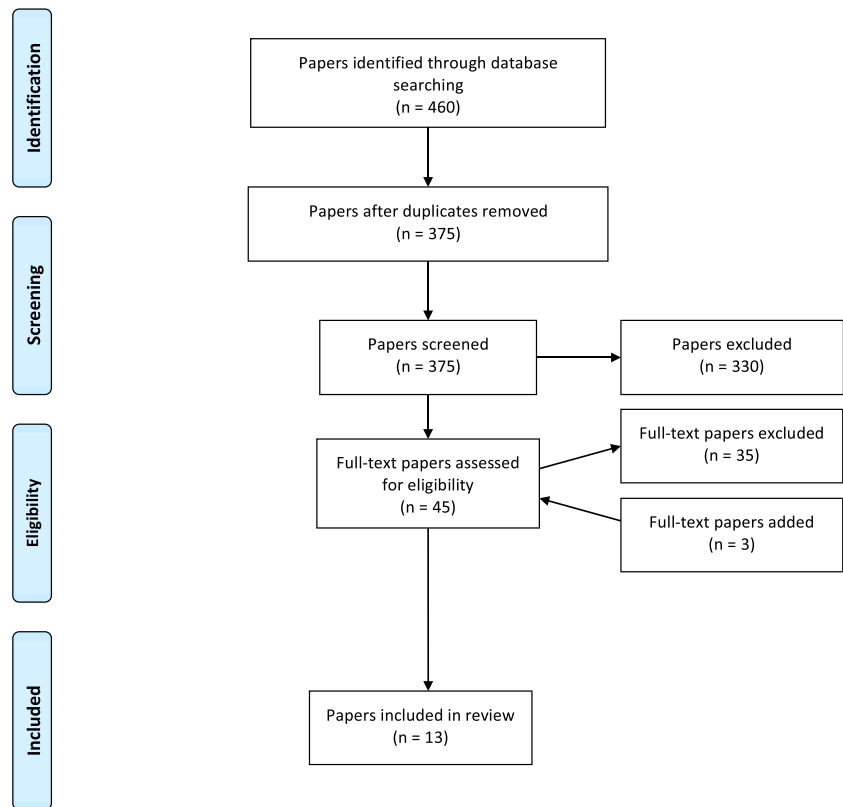 Identification
Papers identified through database
searching
(n = 460)
Papers after duplicates removed
(n = 375)
Screening
Papers screened
(n = 375)
Papers excluded
(n = 330)
Eligibility
Full-text papers assessed
for eligibility
(n = 45)
Full-text papers excluded
(n = 35)
Full-text papers added
(n = 3)
Included
Papers included in review
(n = 13)